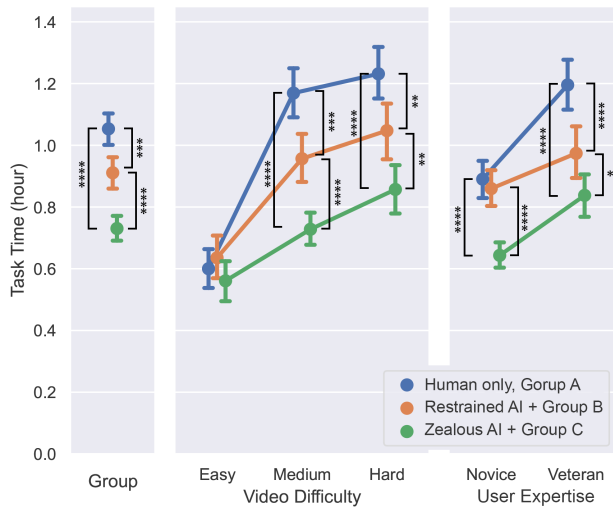 1.4
1.2
1.0
0.8
0.6
0.4
0.2
0.0
Task Time (hour)
****
***
****
****
***
****
****
**
**
****
****
****
****
*
Human only, Gorup A
Restrained AI + Group B
Zealous AI + Group C
Group
Easy
Medium
Hard
Video Difficulty
Novice
Veteran
User Expertise